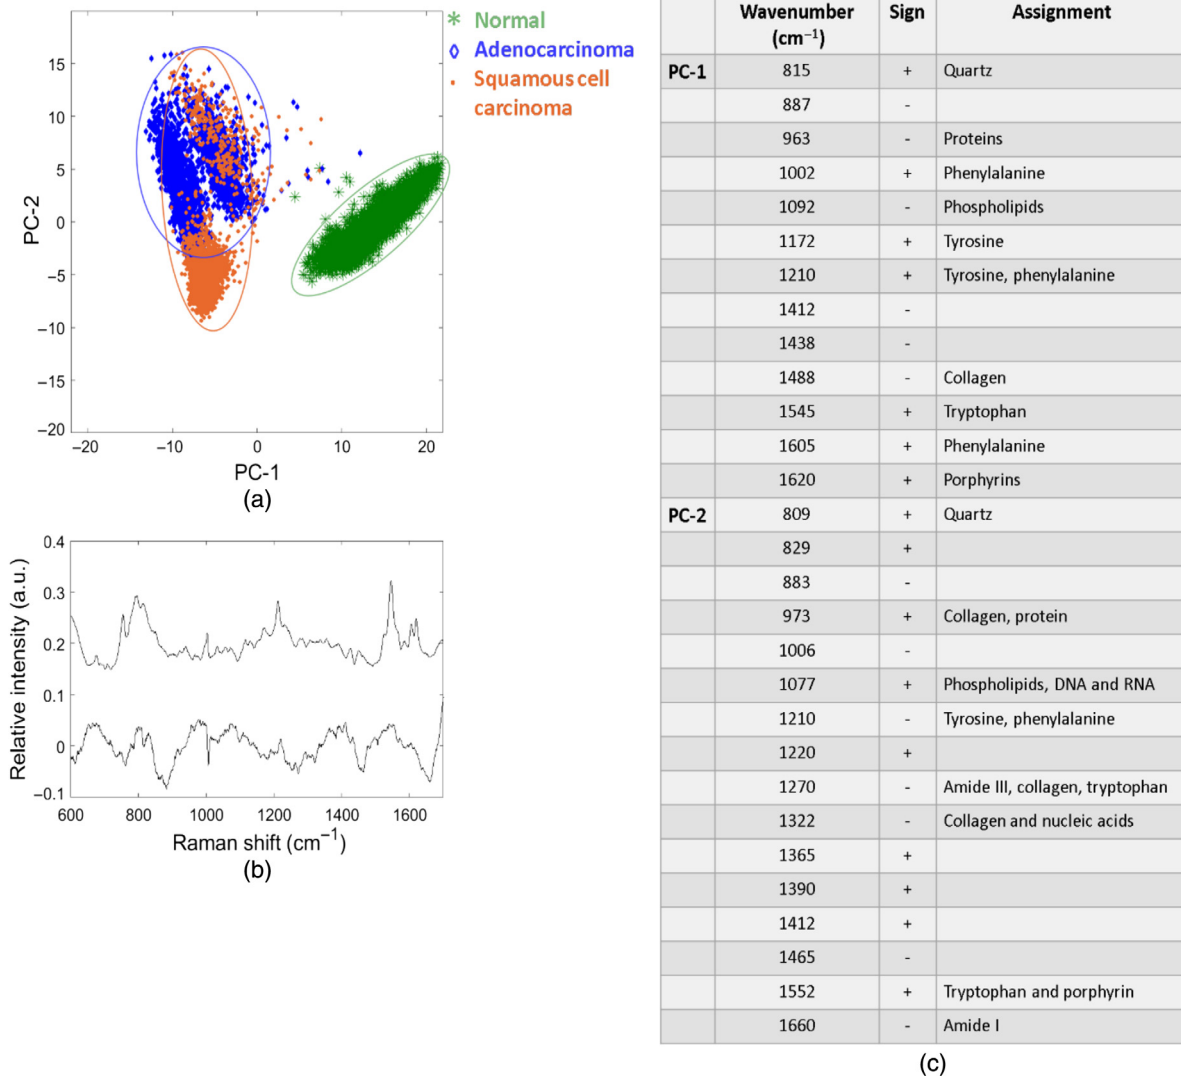 * Normal
◊ Adenocarcinoma
▪ Squamous cell
carcinoma
15
10
5
0
−5
−10
−15
−20
PC-2
−20 −10 0 10 20
PC-1
(a)
0.4
0.3
0.2
0.1
0
−0.1
Relative intensity (a.u.)
600 800 1000 1200 1400 1600
Raman shift (cm⁻¹)
(b)
Wavenumber Sign Assignment
(cm⁻¹)
PC-1 815 + Quartz
887 -
963 - Proteins
1002 + Phenylalanine
1092 - Phospholipids
1172 + Tyrosine
1210 + Tyrosine, phenylalanine
1412 -
1438 -
1488 - Collagen
1545 + Tryptophan
1605 + Phenylalanine
1620 + Porphyrins
PC-2 809 + Quartz
829 +
883 -
973 + Collagen, protein
1006 -
1077 + Phospholipids, DNA and RNA
1210 - Tyrosine, phenylalanine
1220 +
1270 - Amide III, collagen, tryptophan
1322 - Collagen and nucleic acids
1365 +
1390 +
1412 +
1465 -
1552 + Tryptophan and porphyrin
1660 - Amide I
(c)